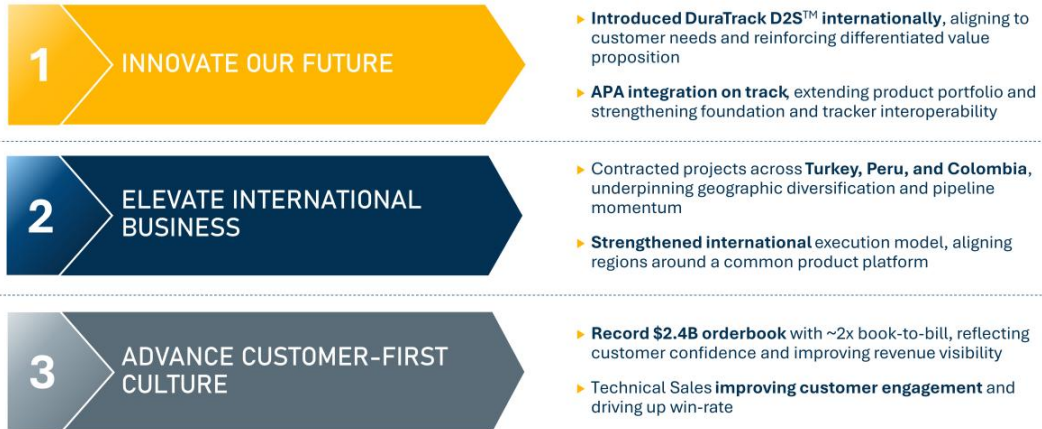 1
INNOVATE OUR FUTURE
▶ Introduced DuraTrack D2S™ internationally, aligning to
customer needs and reinforcing differentiated value
proposition
▶ APA integration on track, extending product portfolio and
strengthening foundation and tracker interoperability
2
ELEVATE INTERNATIONAL
BUSINESS
▶ Contracted projects across Turkey, Peru, and Colombia,
underpinning geographic diversification and pipeline
momentum
▶ Strengthened international execution model, aligning
regions around a common product platform
3
ADVANCE CUSTOMER-FIRST
CULTURE
▶ Record $2.4B orderbook with ~2x book-to-bill, reflecting
customer confidence and improving revenue visibility
▶ Technical Sales improving customer engagement and
driving up win-rate